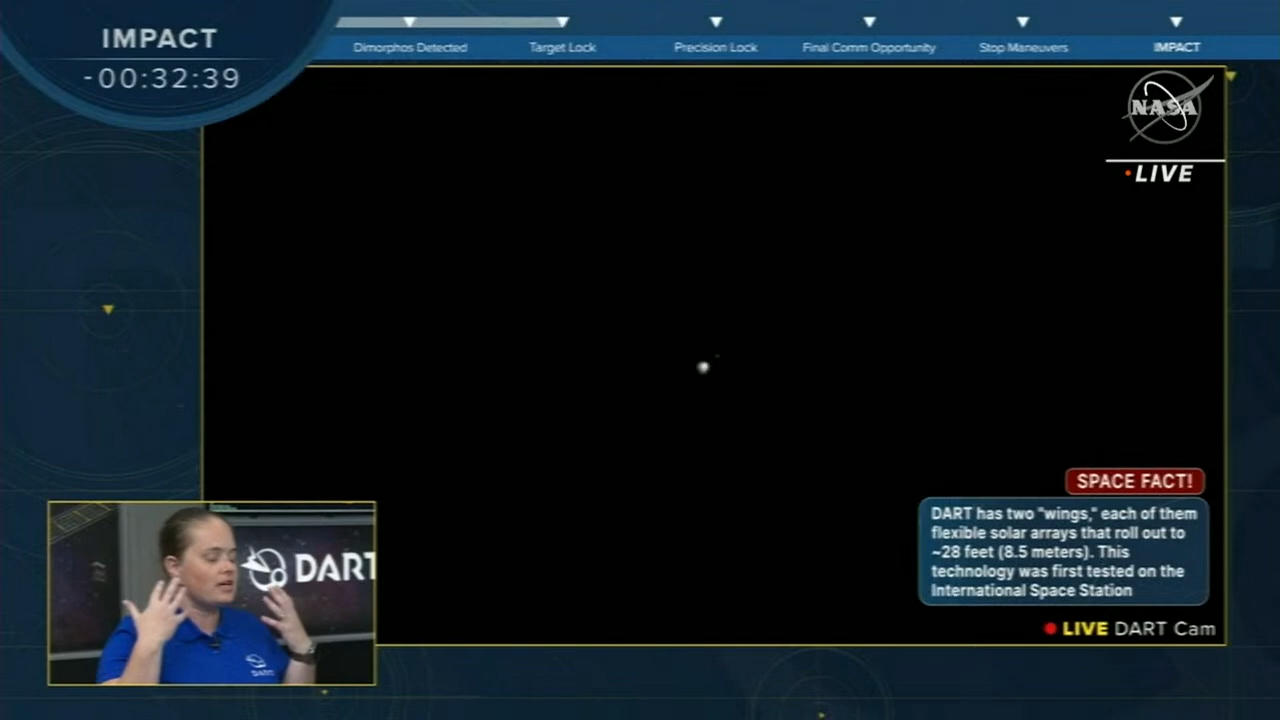 IMPACT
-00:32:39
Dimorphos Detected
Target Lock
Precision Lock
Final Comm Opportunity
Stop Maneuvers
IMPACT
NASA
LIVE
SPACE FACT!
DART has two "wings," each of them
flexible solar arrays that roll out to
~28 feet (8.5 meters). This
technology was first tested on the
International Space Station
LIVE DART Cam
DART
DART